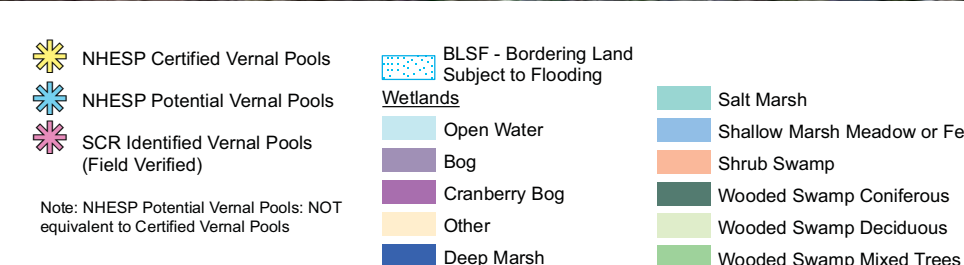 NHESP Certified Vernal Pools
NHESP Potential Vernal Pools
SCR Identified Vernal Pools
(Field Verified)
Note: NHESP Potential Vernal Pools: NOT
equivalent to Certified Vernal Pools
BLSF - Bordering Land
Subject to Flooding
Wetlands
Open Water
Bog
Cranberry Bog
Other
Deep Marsh
Salt Marsh
Shallow Marsh Meadow or
Shrub Swamp
Wooded Swamp Coniferous
Wooded Swamp Deciduous
Wooded Swamp Mixed Trees